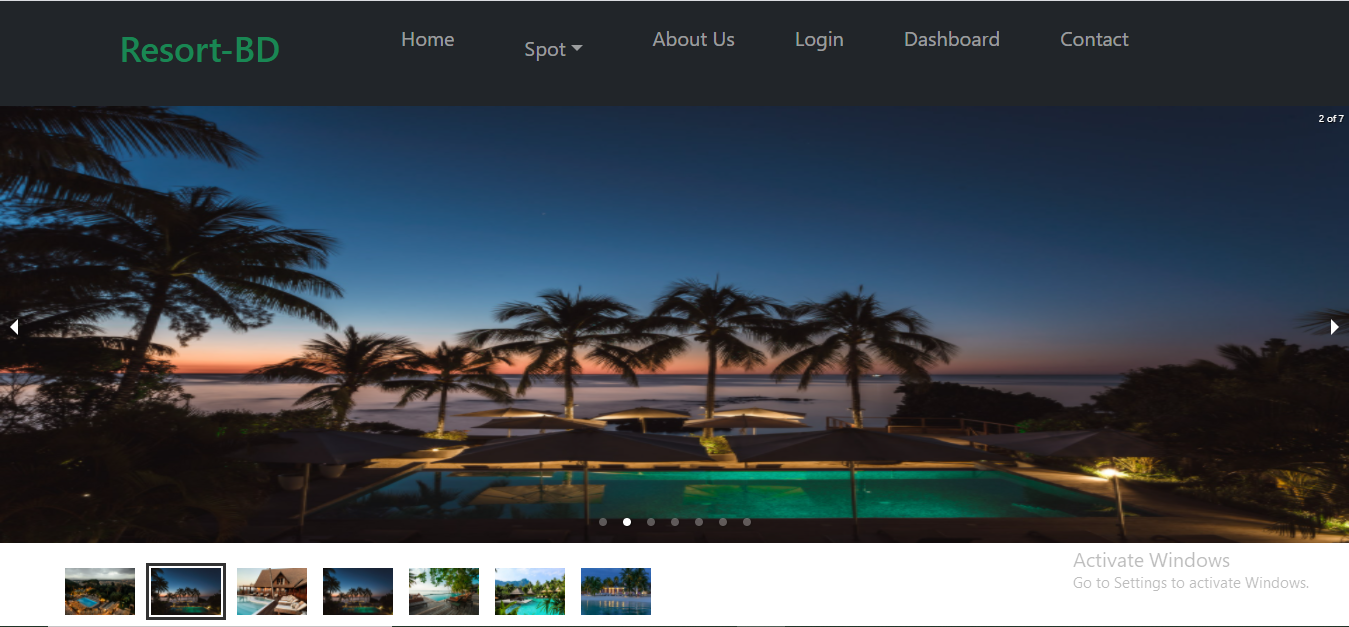 Resort-BD Home Spot About Us Login Dashboard Contact
2 of 7
Activate Windows
Go to Settings to activate Windows.